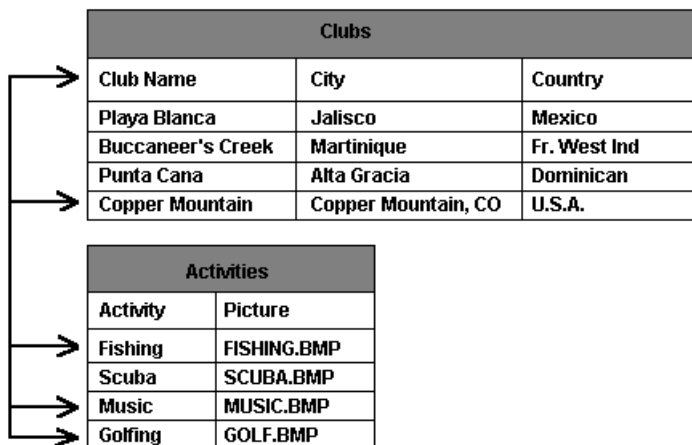 Clubs
Club Name City Country
Playa Blanca Jalisco Mexico
Buccaneer's Creek Martinique Fr. West Ind
Punta Cana Alta Gracia Dominican
Copper Mountain Copper Mountain, CO U.S.A.
Activities
Activity Picture
Fishing FISHING.BMP
Scuba SCUBA.BMP
Music MUSIC.BMP
Golfing GOLF.BMP